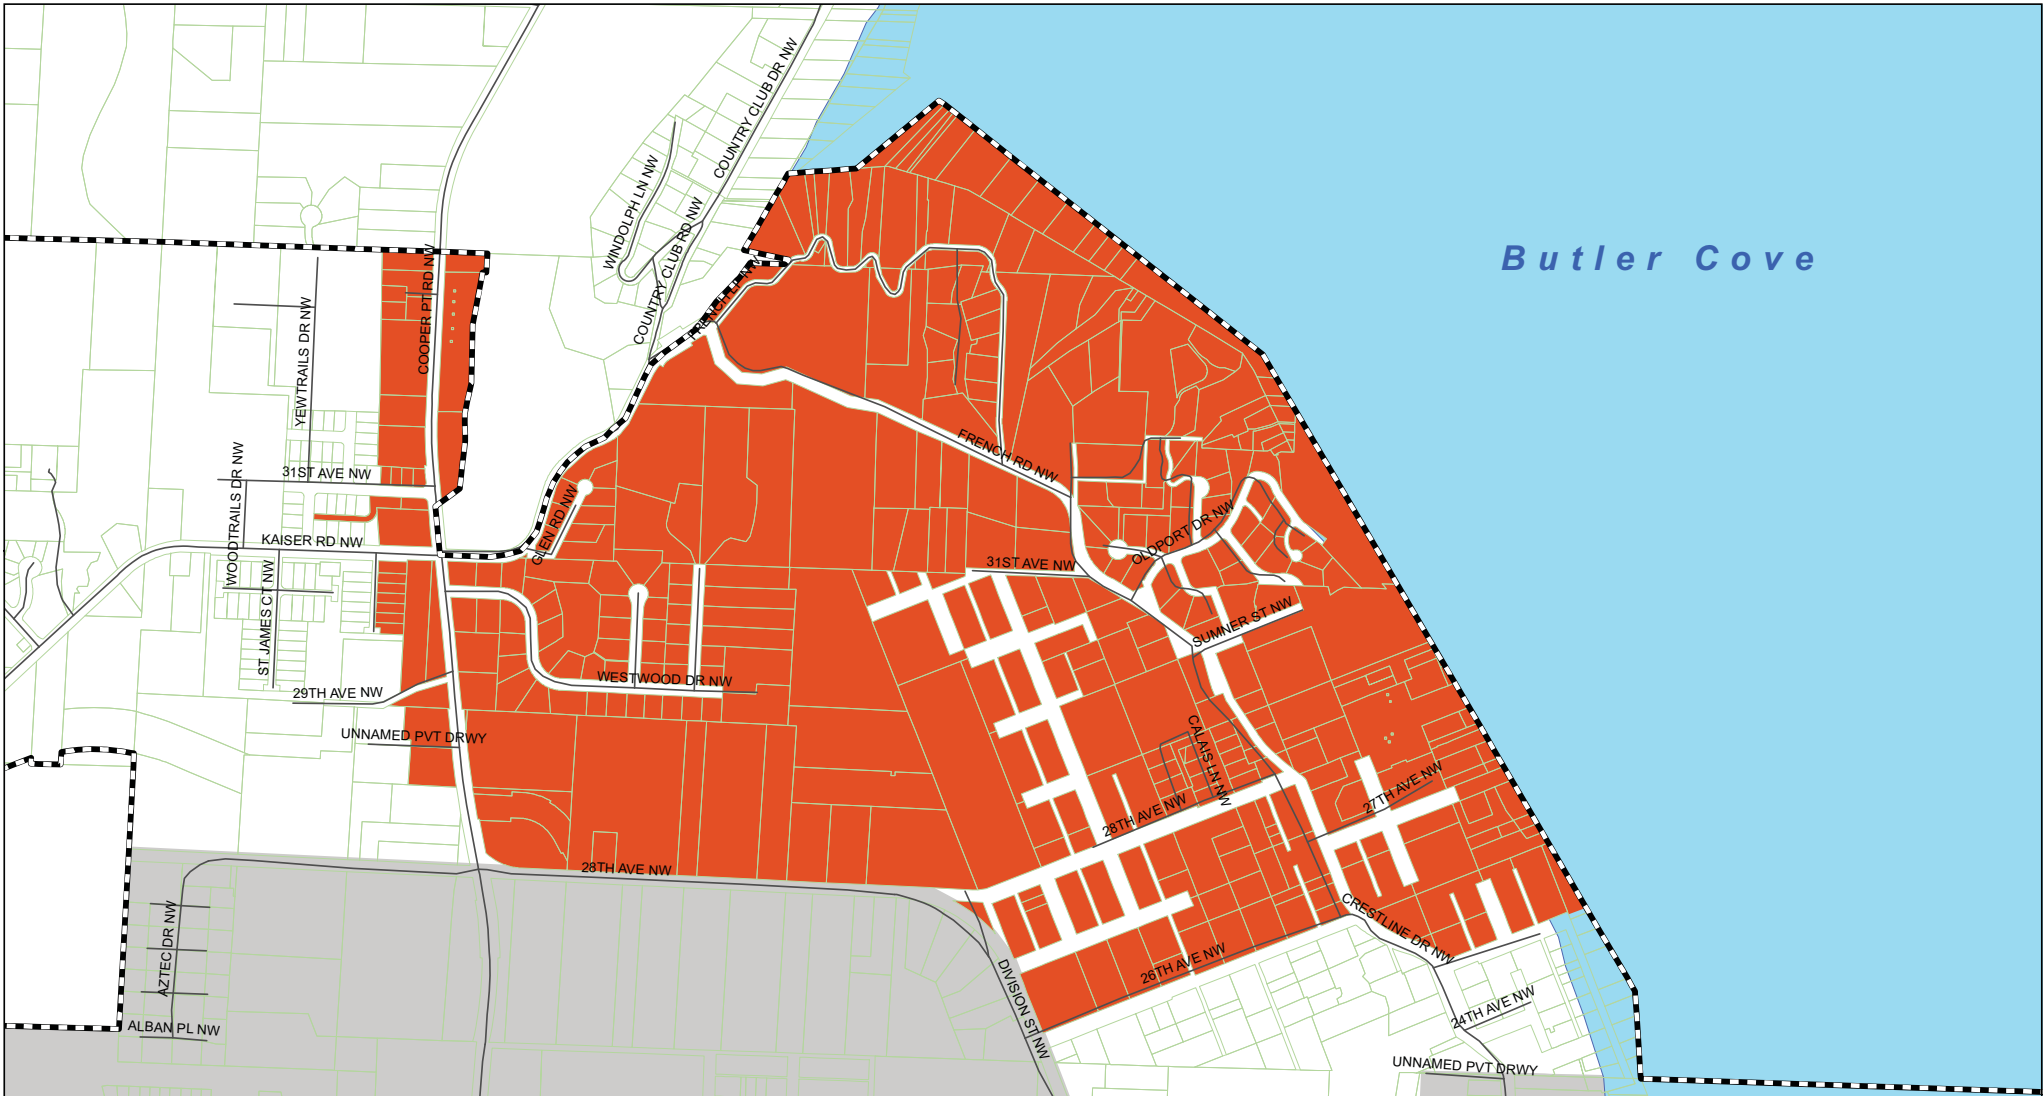 COUNTRY CLUB DR NW
WINDOLPH LN NW
COUNTRY CLUB RD NW
Butler Cove
COOPER PT RD NW
YEWTRAILS DR NW
FRENCH RD NW
31ST AVE NW
WOODTRAILS DR NW
GLEN RD NW
OLDPORT DR NW
KAISER RD NW
31ST AVE NW
ST JAMES CT NW
SUMNER ST NW
WESTWOOD DR NW
29TH AVE NW
UNNAMED PVT DRWY
CALAIS LN NW
27TH AVE NW
28TH AVE NW
28TH AVE NW
CRESTLINE DR NW
AZTEC DR NW
26TH AVE NW
DIVISION ST NW
24TH AVE NW
ALBAN PL NW
UNNAMED PVT DRWY